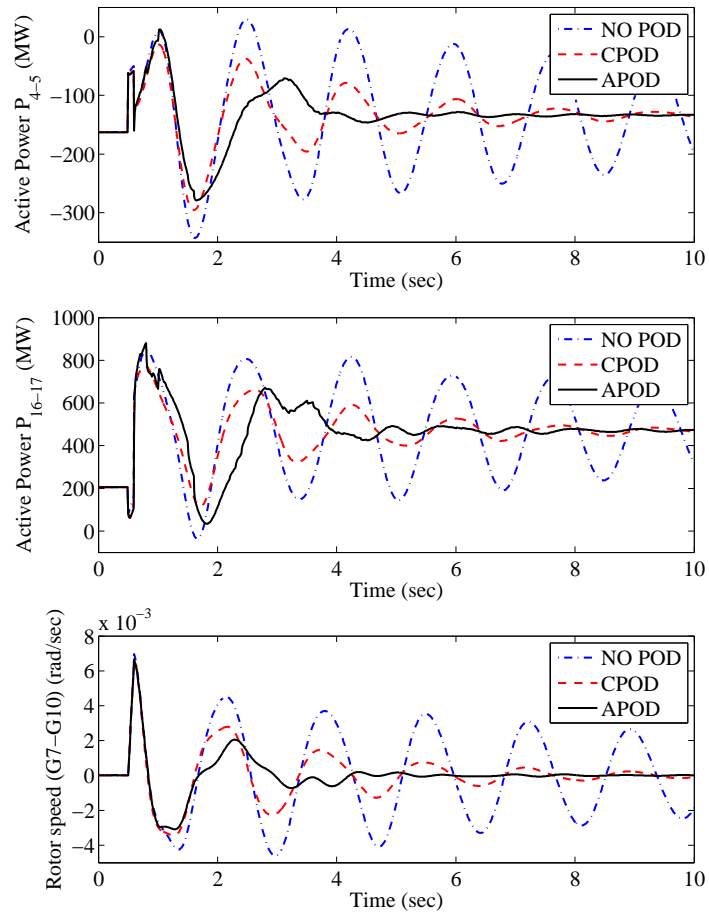 Active Power P4−5 (MW)
0
−100
−200
−300
NO POD
CPOD
APOD
0 2 4 6 8 10
Time (sec)
Active Power P16−17 (MW)
1000
800
600
400
200
0
NO POD
CPOD
APOD
0 2 4 6 8 10
Time (sec)
Rotor speed (G7−G10) (rad/sec)
x 10−3
8
6
4
2
0
−2
−4
NO POD
CPOD
APOD
0 2 4 6 8 10
Time (sec)